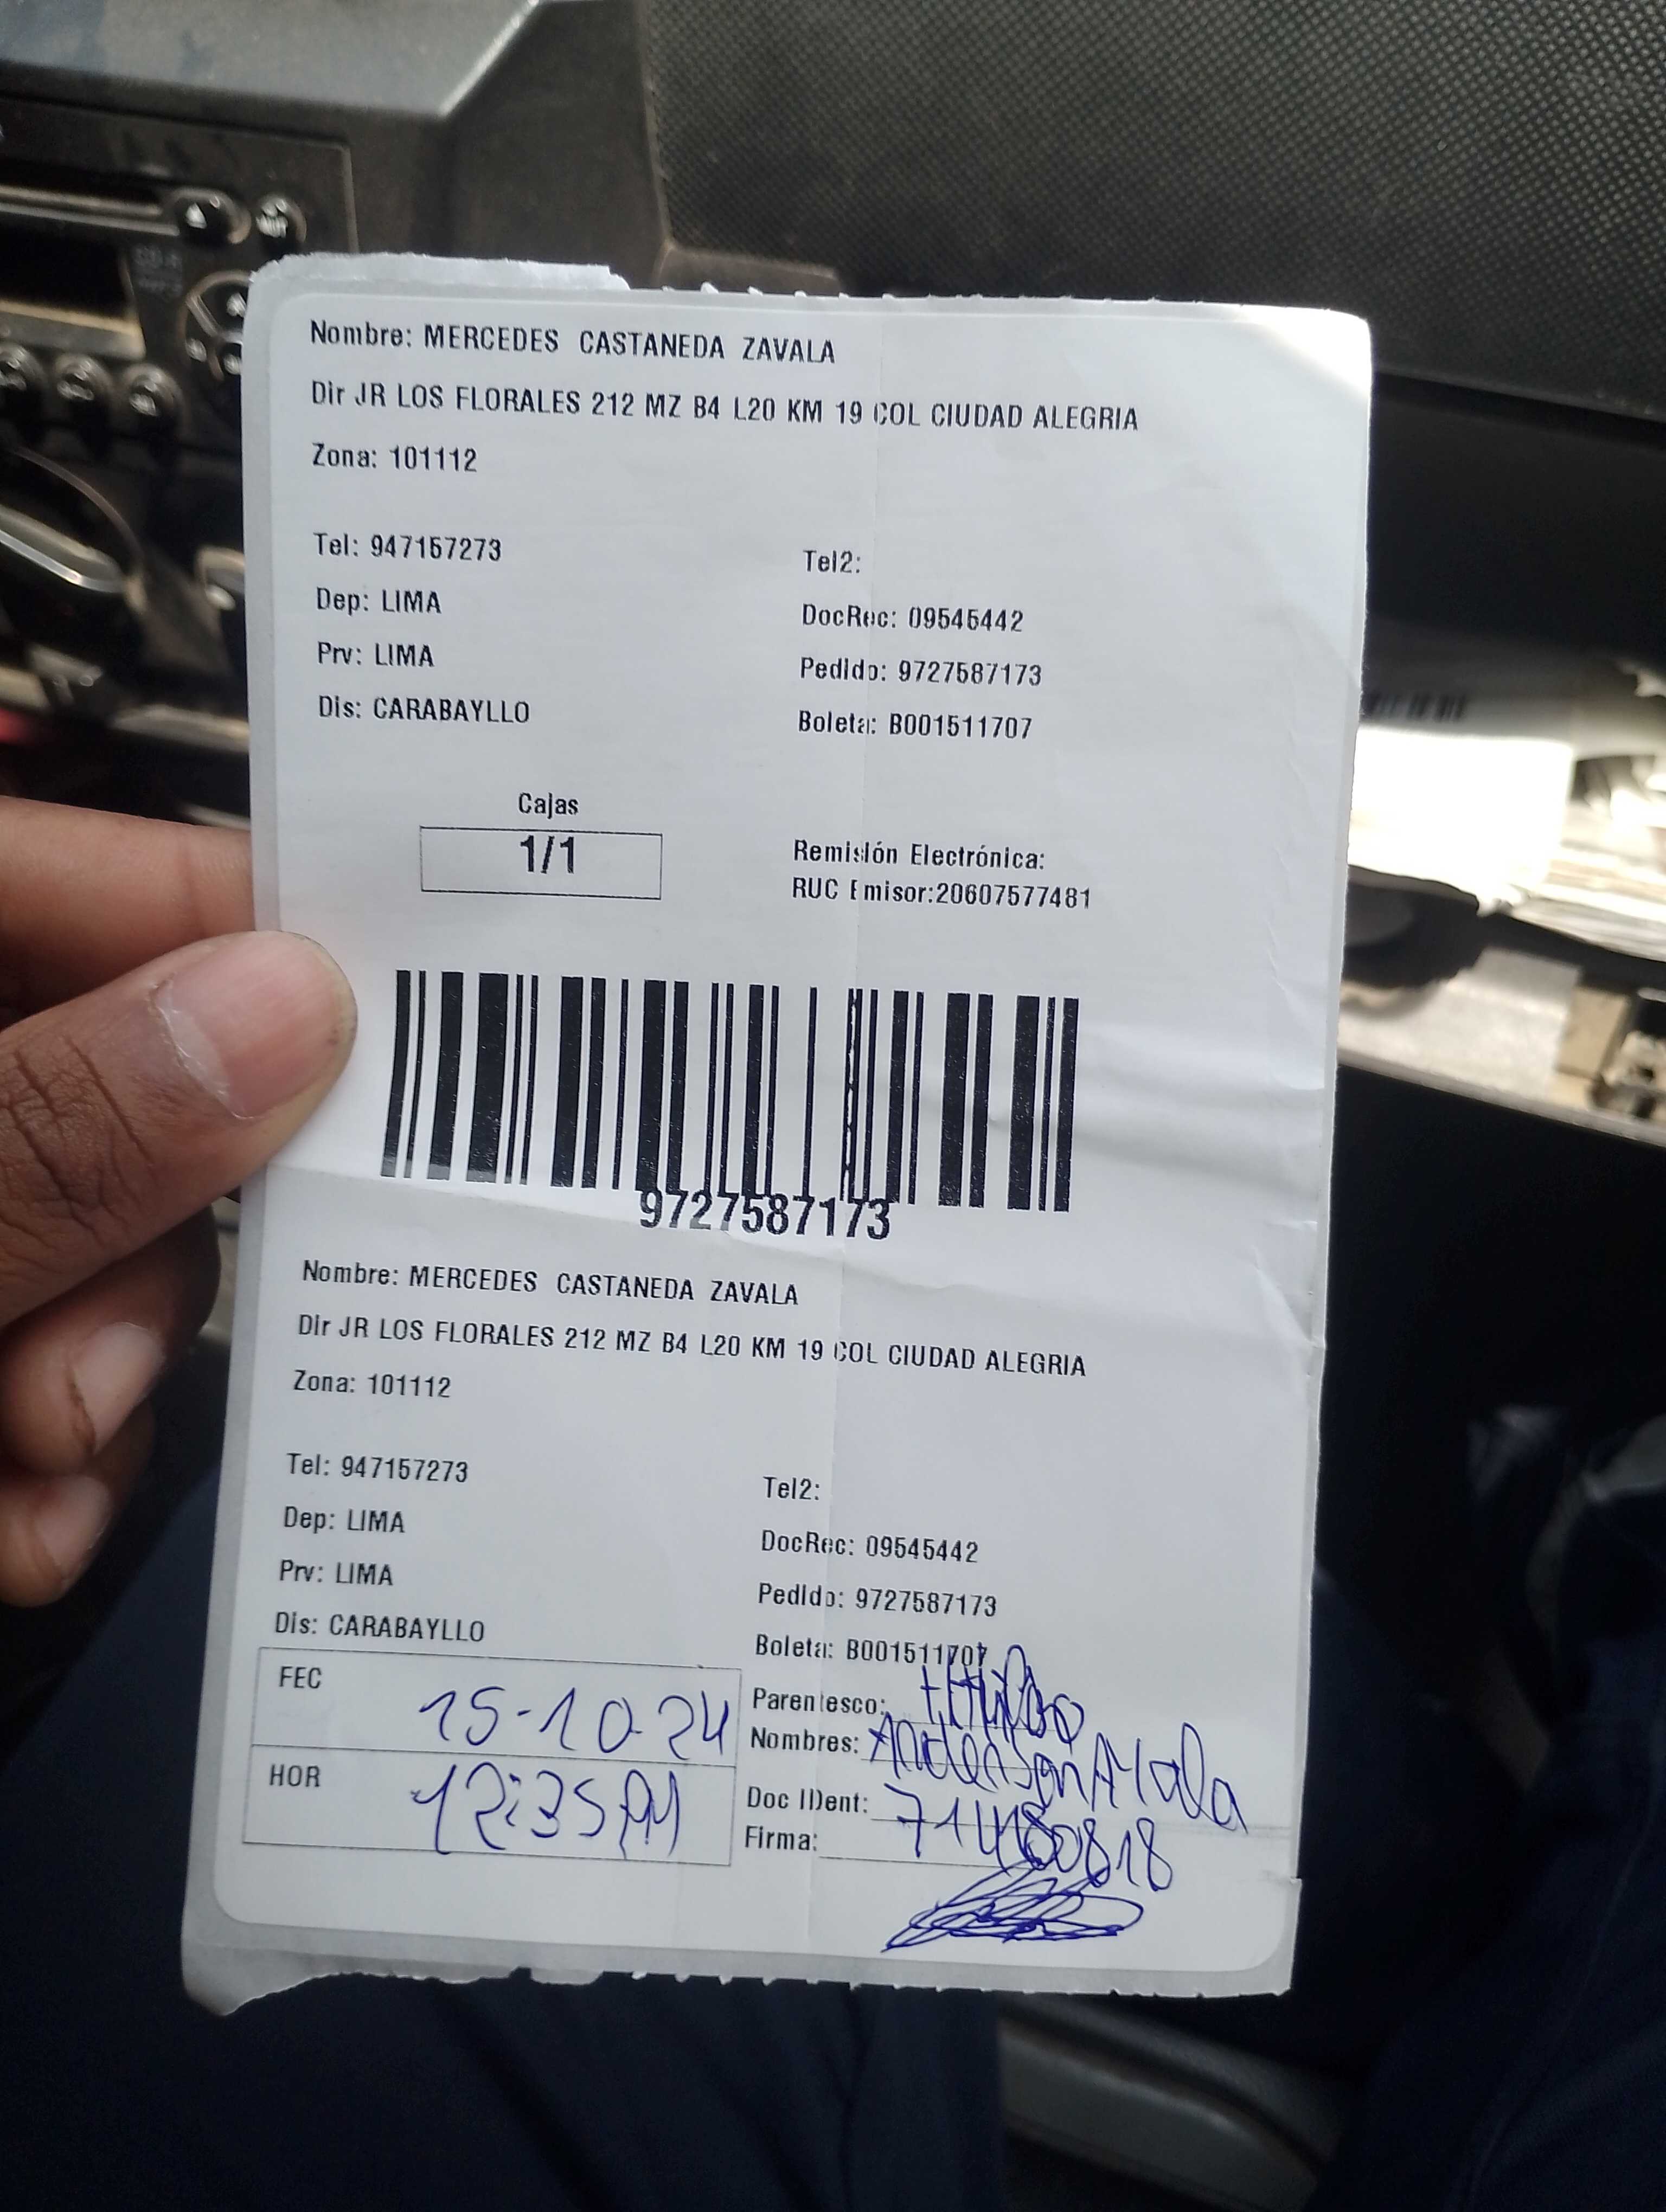 Nombre: MERCEDES CASTANEDA ZAVALA
Dir JR LOS FLORALES 212 MZ B4 L20 KM 19 COL CIUDAD ALEGRIA
Zona: 101112
Tel: 947157273
Tel2:
Dep: LIMA
DocRec: 09545442
Prv: LIMA
Pedido: 9727587173
Dis: CARABAYLLO
Boleta: B001511707
Cajas
1/1
Remisión Electrónica:
RUC Emisor:20607577481
9727587173
Nombre: MERCEDES CASTANEDA ZAVALA
Dir JR LOS FLORALES 212 MZ B4 L20 KM 19 COL CIUDAD ALEGRIA
Zona: 101112
Tel: 947157273
Tel2:
Dep: LIMA
DocRec: 09545442
Prv: LIMA
Pedido: 9727587173
Dis: CARABAYLLO
Boleta: B001511707
FEC 15-10-24
Parentesco:
Nombres: Anderson Ayala
HOR 12:35
Doc IDent:
Firma: